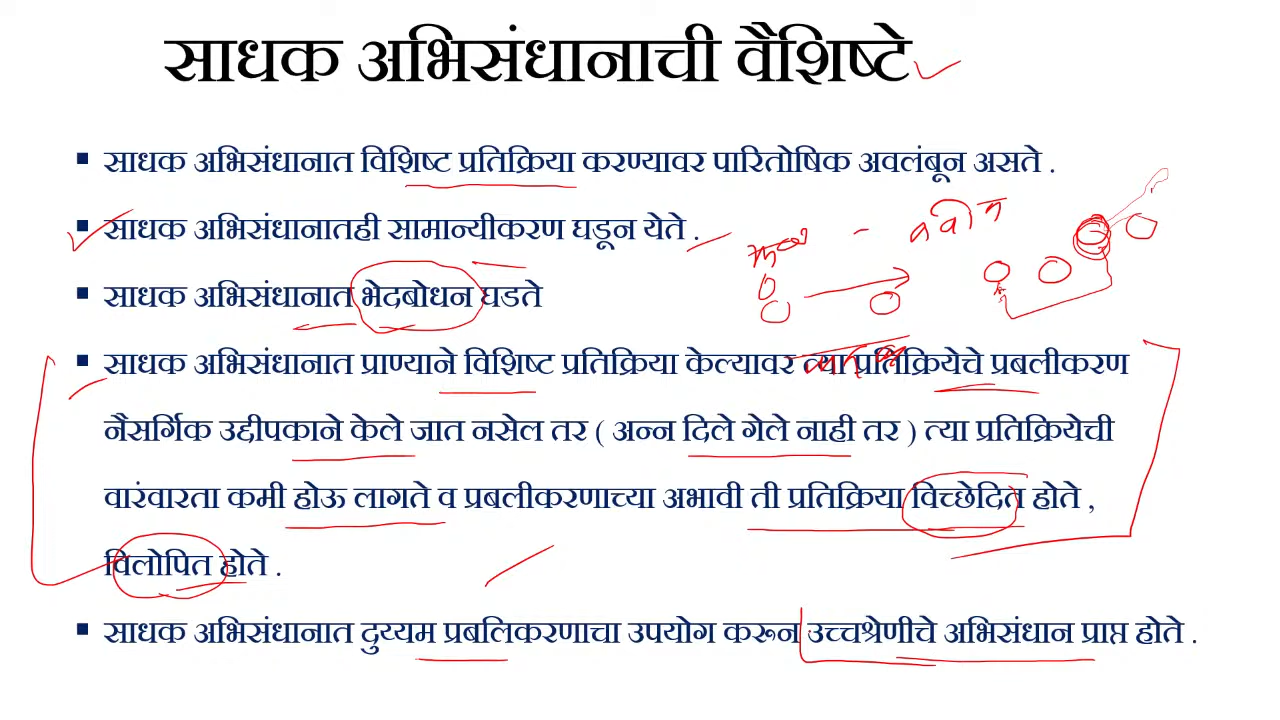 साधक अभिसंधानाची वैशिष्टे
▪ साधक अभिसंधानात विशिष्ट प्रतिक्रिया करण्यावर पारितोषिक अवलंबून असते .
▪ साधक अभिसंधानातही सामान्यीकरण घडून येते .
▪ साधक अभिसंधानात भेदबोधन घडते
▪ साधक अभिसंधानात प्राण्याने विशिष्ट प्रतिक्रिया केल्यावर त्या प्रतिक्रियेचे प्रबलीकरण
नैसर्गिक उद्दीपकाने केले जात नसेल तर ( अन्न दिले गेले नाही तर ) त्या प्रतिक्रियेची
वारंवारता कमी होऊ लागते व प्रबलीकरणाच्या अभावी ती प्रतिक्रिया विच्छेदित होते ,
विलोपित होते .
▪ साधक अभिसंधानात दुय्यम प्रबलिकरणाचा उपयोग करून उच्चश्रेणीचे अभिसंधान प्राप्त होते .